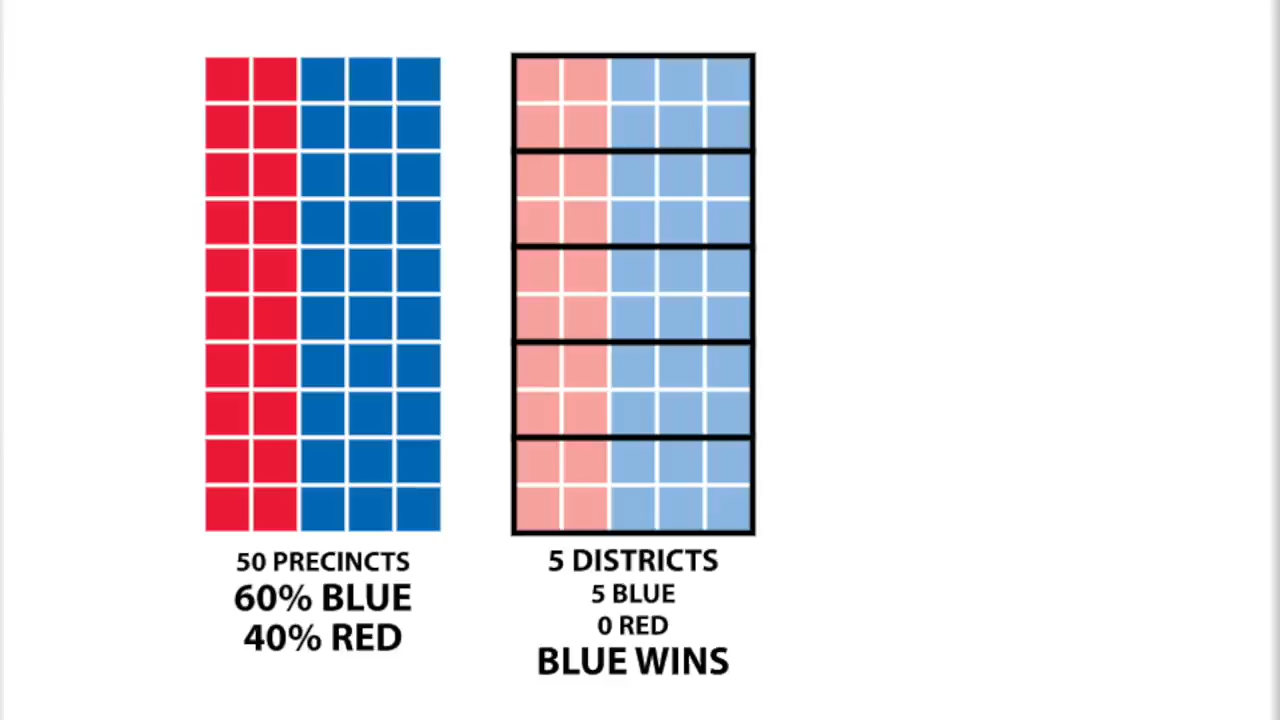 50 PRECINCTS
60% BLUE
40% RED
5 DISTRICTS
5 BLUE
0 RED
BLUE WINS